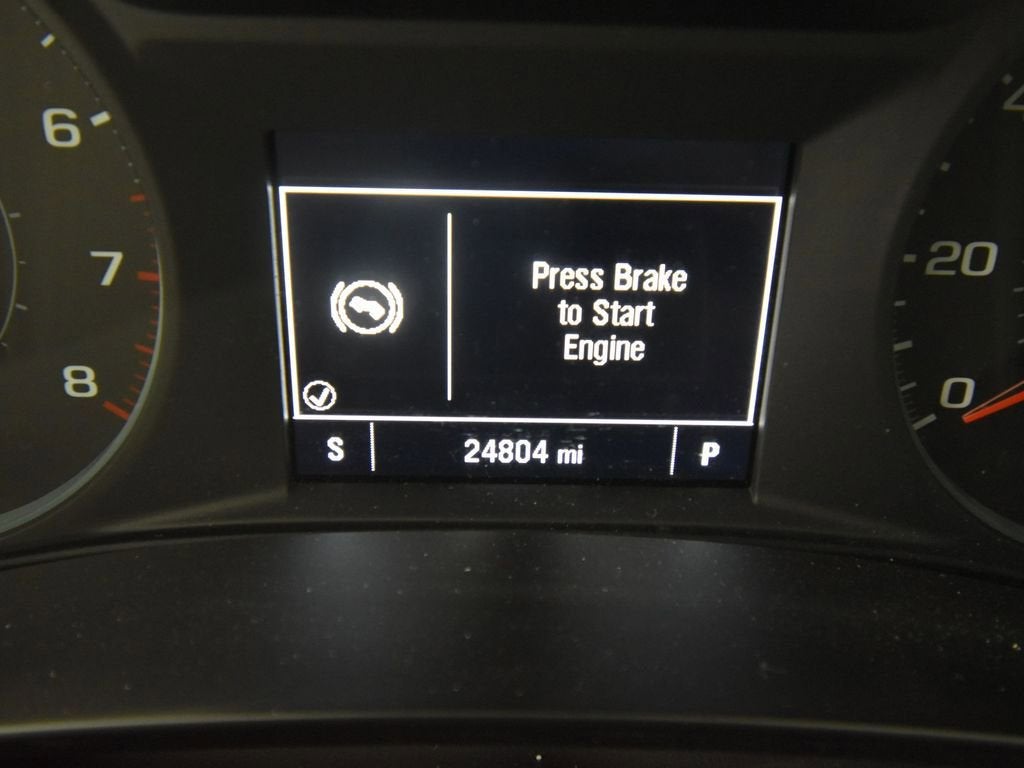 6
7
8
Press Brake
to Start
Engine
S
24804 mi
P
20
0